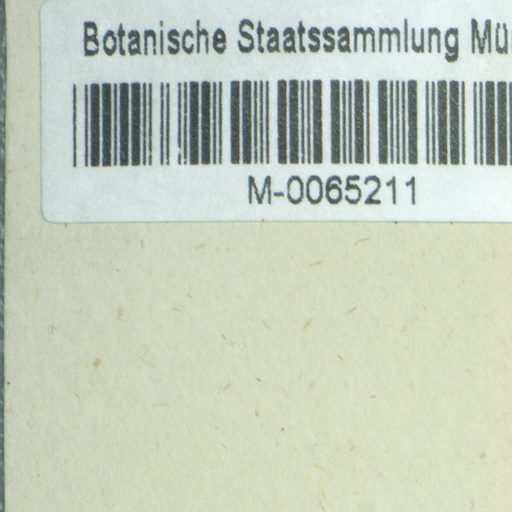 Botanische Staatssammlung Mü
M-0065211